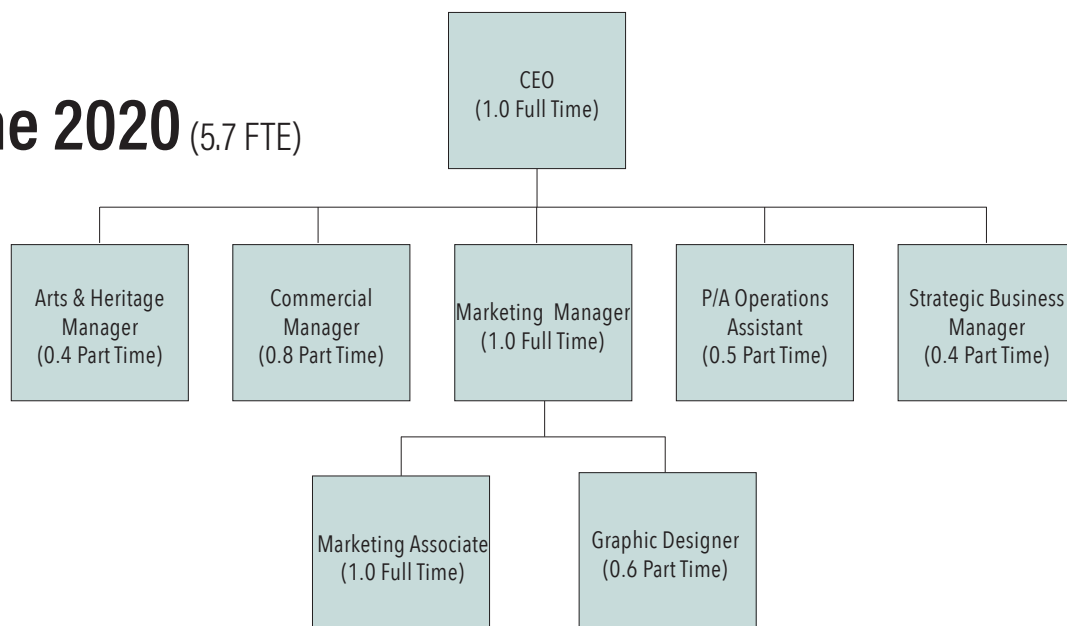 CEO
(1.0 Full Time)
2020 (5.7 FTE)
Arts & Heritage
Manager
(0.4 Part Time)
Commercial
Manager
(0.8 Part Time)
Marketing Manager
(1.0 Full Time)
P/A Operations
Assistant
(0.5 Part Time)
Strategic Business
Manager
(0.4 Part Time)
Marketing Associate
(1.0 Full Time)
Graphic Designer
(0.6 Part Time)